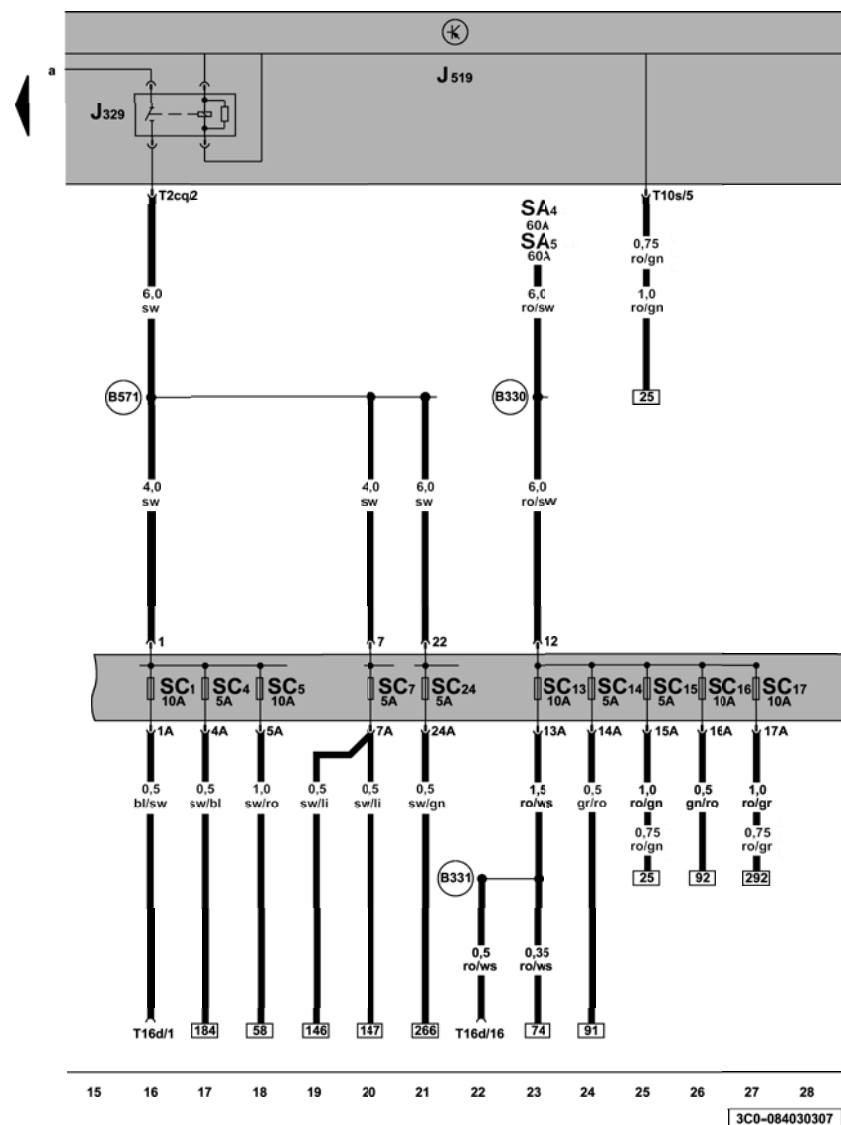 a
J519
J329
T2cq/2
T10s/5
SA4
60A
SA5
60A
0,75
ro/gn
6,0
sw
6,0
ro/sw
1,0
ro/gn
B571
B330
25
4,0
sw
4,0
sw
6,0
sw
6,0
ro/sw
1
7
22
12
SC1
10A
SC4
5A
SC5
10A
SC7
5A
SC24
5A
SC13
10A
SC14
5A
SC15
5A
SC16
10A
SC17
10A
1A
4A
5A
7A
24A
13A
14A
15A
16A
17A
0,5
bl/sw
0,5
sw/bl
1,0
sw/ro
0,5
sw/li
0,5
sw/li
0,5
sw/gn
1,5
ro/ws
0,5
gr/ro
1,0
ro/gn
0,5
gn/ro
1,0
ro/gr
0,75
ro/gn
0,75
ro/gr
B331
25
92
292
0,5
ro/ws
0,35
ro/ws
T16d/1
184
58
146
147
266
T16d/16
74
91
15 16 17 18 19 20 21 22 23 24 25 26 27 28
3C0-084030307